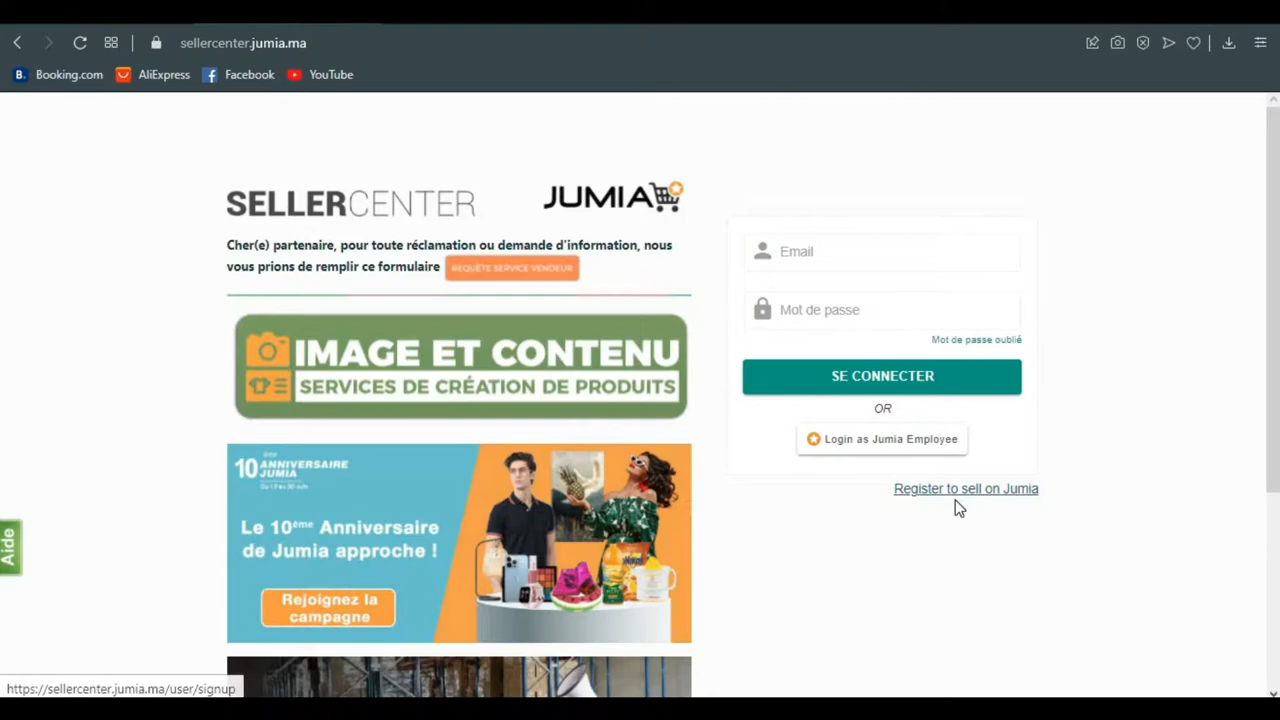 sellercenter.jumia.ma
B. Booking.com AliExpress Facebook YouTube
SELLERCENTER JUMIA
Cher(e) partenaire, pour toute réclamation ou demande d'information, nous
vous prions de remplir ce formulaire REQUÊTE SERVICE VENDEUR
IMAGE ET CONTENU
SERVICES DE CRÉATION DE PRODUITS
10 ANNIVERSAIRE
JUMIA
Le 10ème Anniversaire
de Jumia approche !
Rejoignez la
campagne
Email
Mot de passe
Mot de passe oublié
SE CONNECTER
OR
Login as Jumia Employee
Register to sell on Jumia
Aide
https://sellercenter.jumia.ma/user/signup